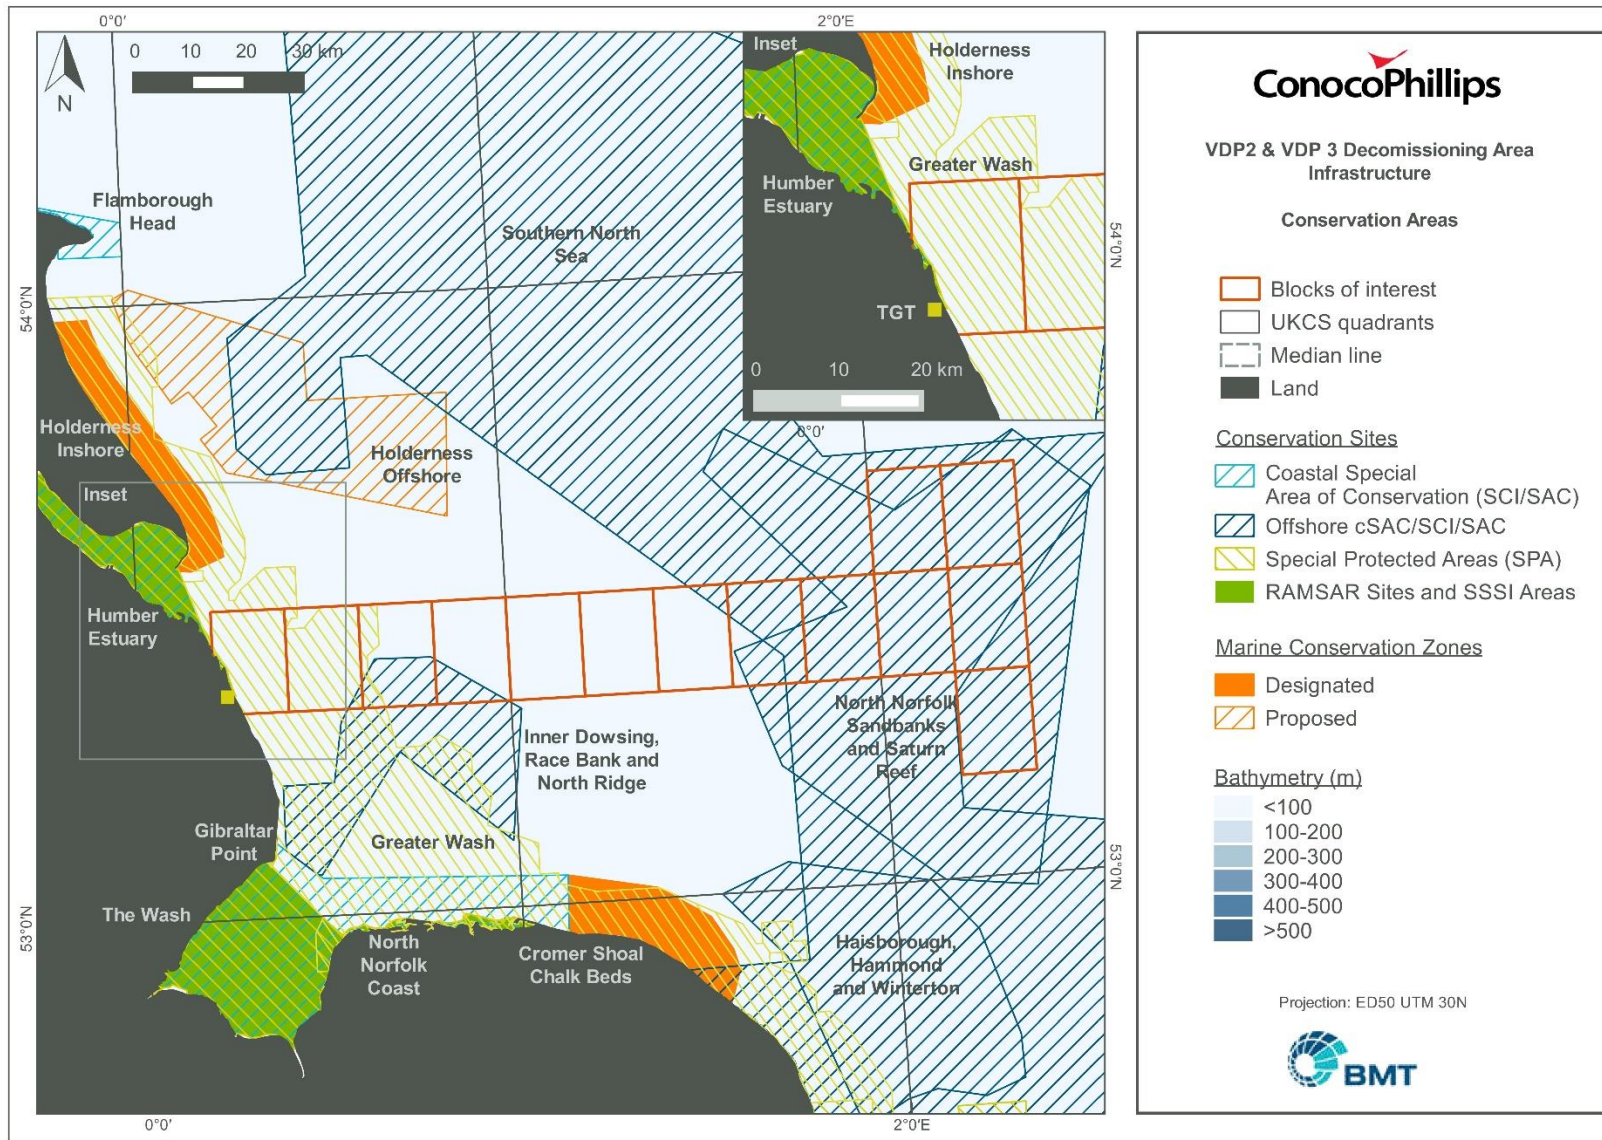 0°0′
2°0′E
0 10 20 30 km
N
Inset
Holderness
Inshore
Greater Wash
Humber
Estuary
TGT
0 10 20 km
0°0′
54°0′N
Flamborough
Head
Southern North
Sea
54°0′N
Holderness
Inshore
Holderness
Offshore
Inset
Humber
Estuary
North Norfolk
Sandbanks
and Saturn
Reef
Inner Dowsing,
Race Bank and
North Ridge
Gibraltar
Point
Greater Wash
53°0′N
The Wash
53°0′N
North
Norfolk
Coast
Cromer Shoal
Chalk Beds
Haisborough,
Hammond
and Winterton
0°0′
2°0′E
ConocoPhillips
VDP2 & VDP 3 Decomissioning Area
Infrastructure
Conservation Areas
Blocks of interest
UKCS quadrants
Median line
Land
Conservation Sites
Coastal Special
Area of Conservation (SCI/SAC)
Offshore cSAC/SCI/SAC
Special Protected Areas (SPA)
RAMSAR Sites and SSSI Areas
Marine Conservation Zones
Designated
Proposed
Bathymetry (m)
<100
100-200
200-300
300-400
400-500
>500
Projection: ED50 UTM 30N
BMT